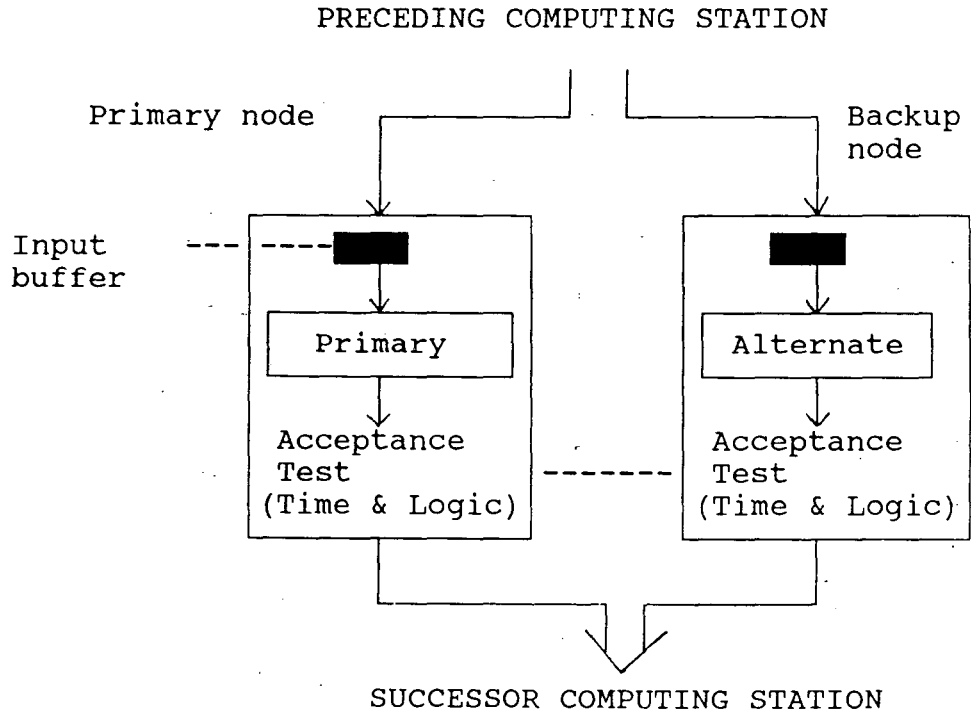 PRECEDING COMPUTING STATION
Primary node
Backup
node
Input
buffer
Primary
Alternate
Acceptance
Test
(Time & Logic)
Acceptance
Test
(Time & Logic)
SUCCESSOR COMPUTING STATION